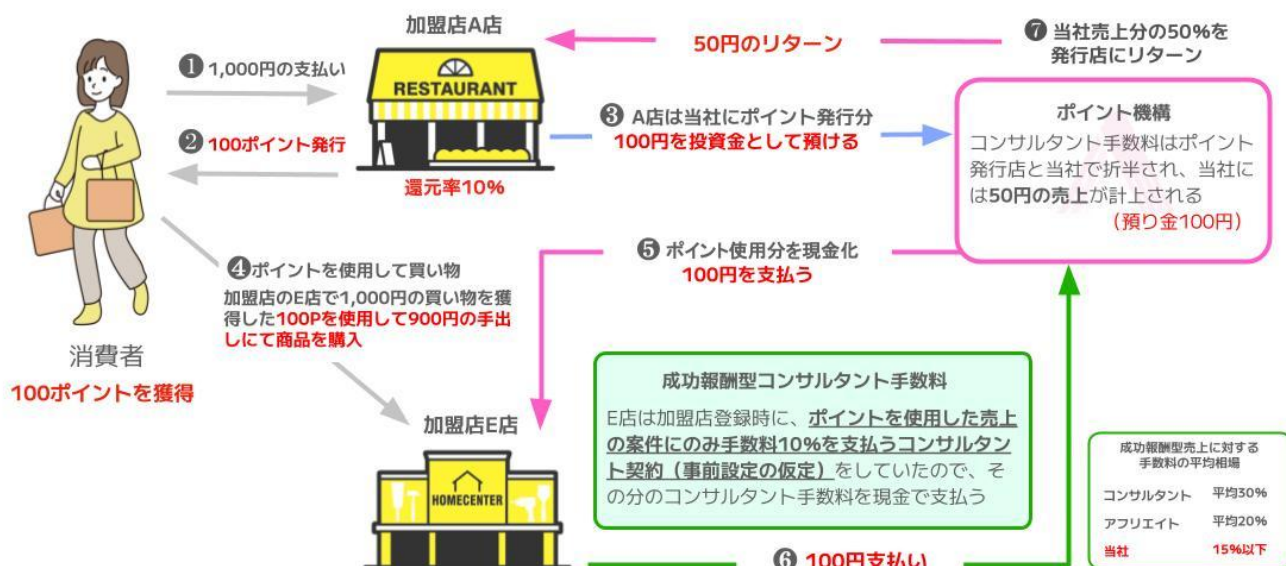 加盟店A店
❶ 1,000円の支払い
RESTAURANT
❷ 100ポイント発行
還元率10%
50円のリターン
❼ 当社売上分の50%を
発行店にリターン
❸ A店は当社にポイント発行分
100円を投資金として預ける
ポイント機構
コンサルタント手数料はポイント
発行店と当社で折半され、当社に
は50円の売上が計上される
(預り金100円)
❹ポイントを使用して買い物
加盟店のE店で1,000円の買い物を獲
得した100Pを使用して900円の手出
しにて商品を購入
❺ ポイント使用分を現金化
100円を支払う
消費者
100ポイントを獲得
加盟店E店
HOMECENTER
成功報酬型コンサルタント手数料
E店は加盟店登録時に、ポイントを使用した売上
の案件にのみ手数料10%を支払うコンサルタン
ト契約（事前設定の仮定）をしていたので、そ
の分のコンサルタント手数料を現金で支払う
❻ 100円支払い
成功報酬型売上に対する
手数料の平均相場
コンサルタント 平均30%
アフリエイト 平均20%
当社 15%以下